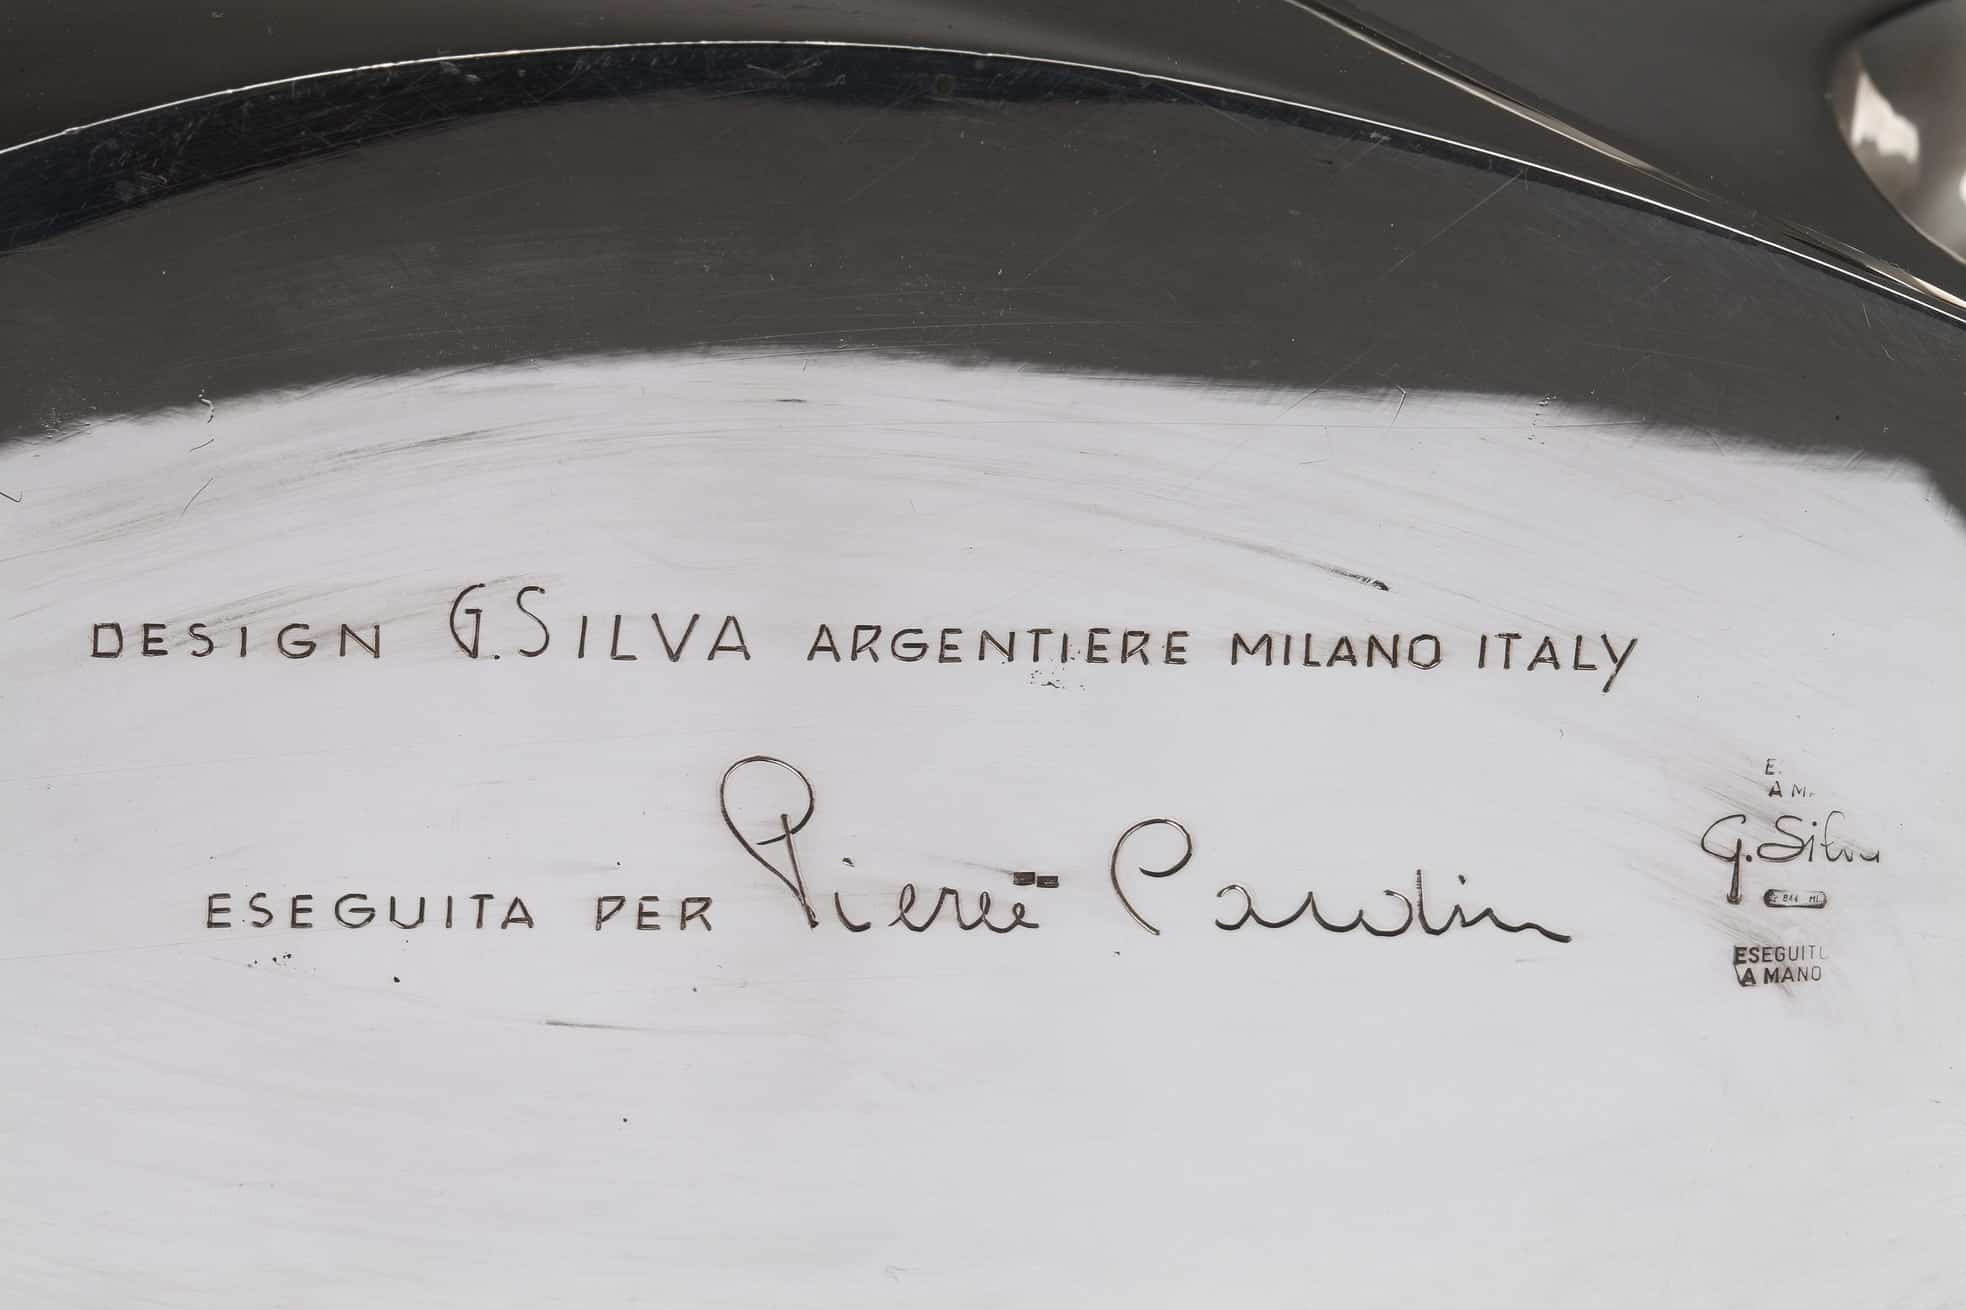 DESIGN G. SILVA ARGENTIERE MILANO ITALY
ESEGUITA PER Pierre Cardin
E.
A M.
G. Silva
ESEGUITO
A MANO